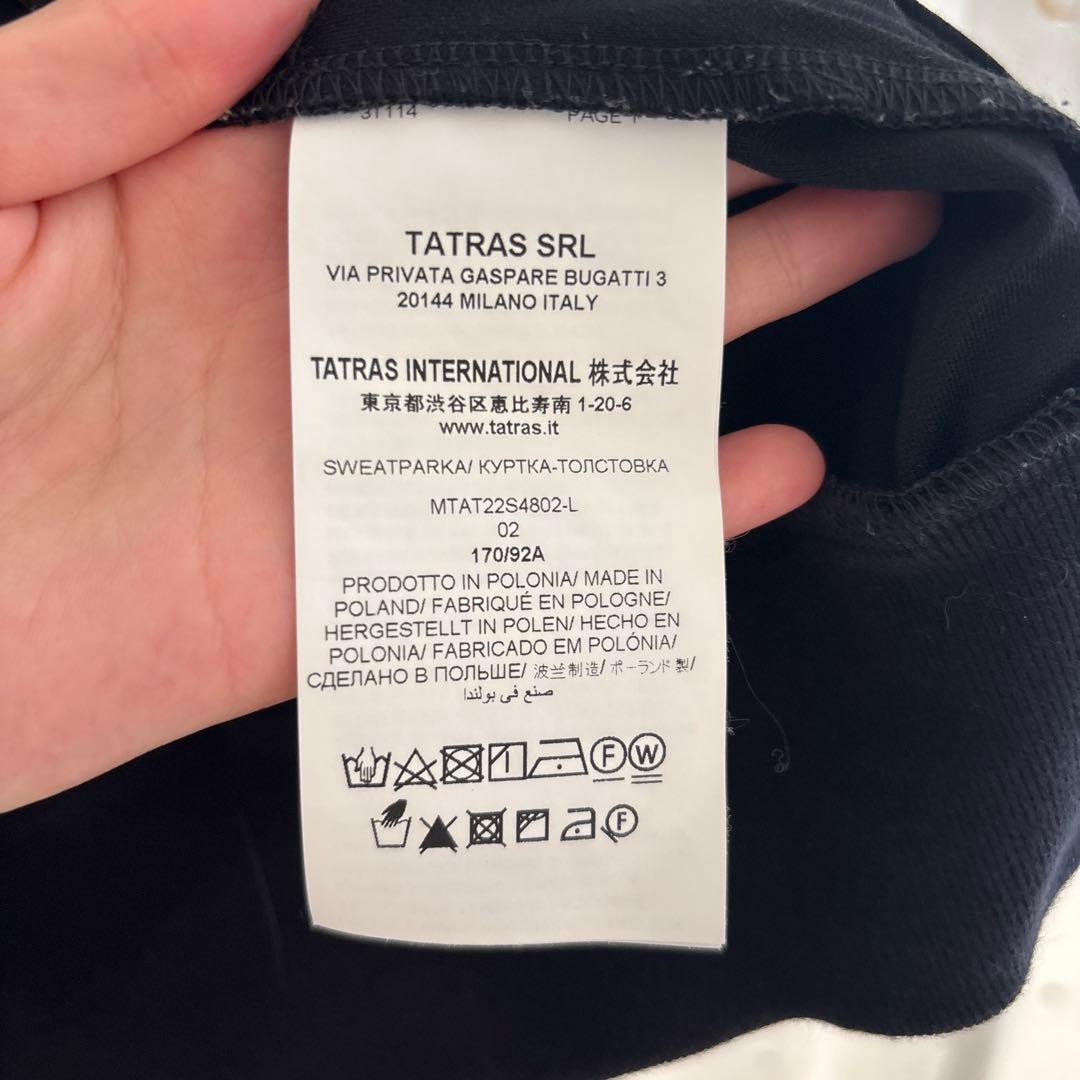 31114 PAGE 1
TATRAS SRL
VIA PRIVATA GASPARE BUGATTI 3
20144 MILANO ITALY
TATRAS INTERNATIONAL 株式会社
東京都渋谷区恵比寿南 1-20-6
www.tatras.it
SWEATPARKA/ КУРТКА-ТОЛСТОВКА
MTAT22S4802-L
02
170/92A
PRODOTTO IN POLONIA/ MADE IN
POLAND/ FABRIQUÉ EN POLOGNE/
HERGESTELLT IN POLEN/ HECHO EN
POLONIA/ FABRICADO EM POLÓNIA/
СДЕЛАНО В ПОЛЬШЕ/ 波兰制造/ ポーランド製/
صنع في بولندا
F W
F